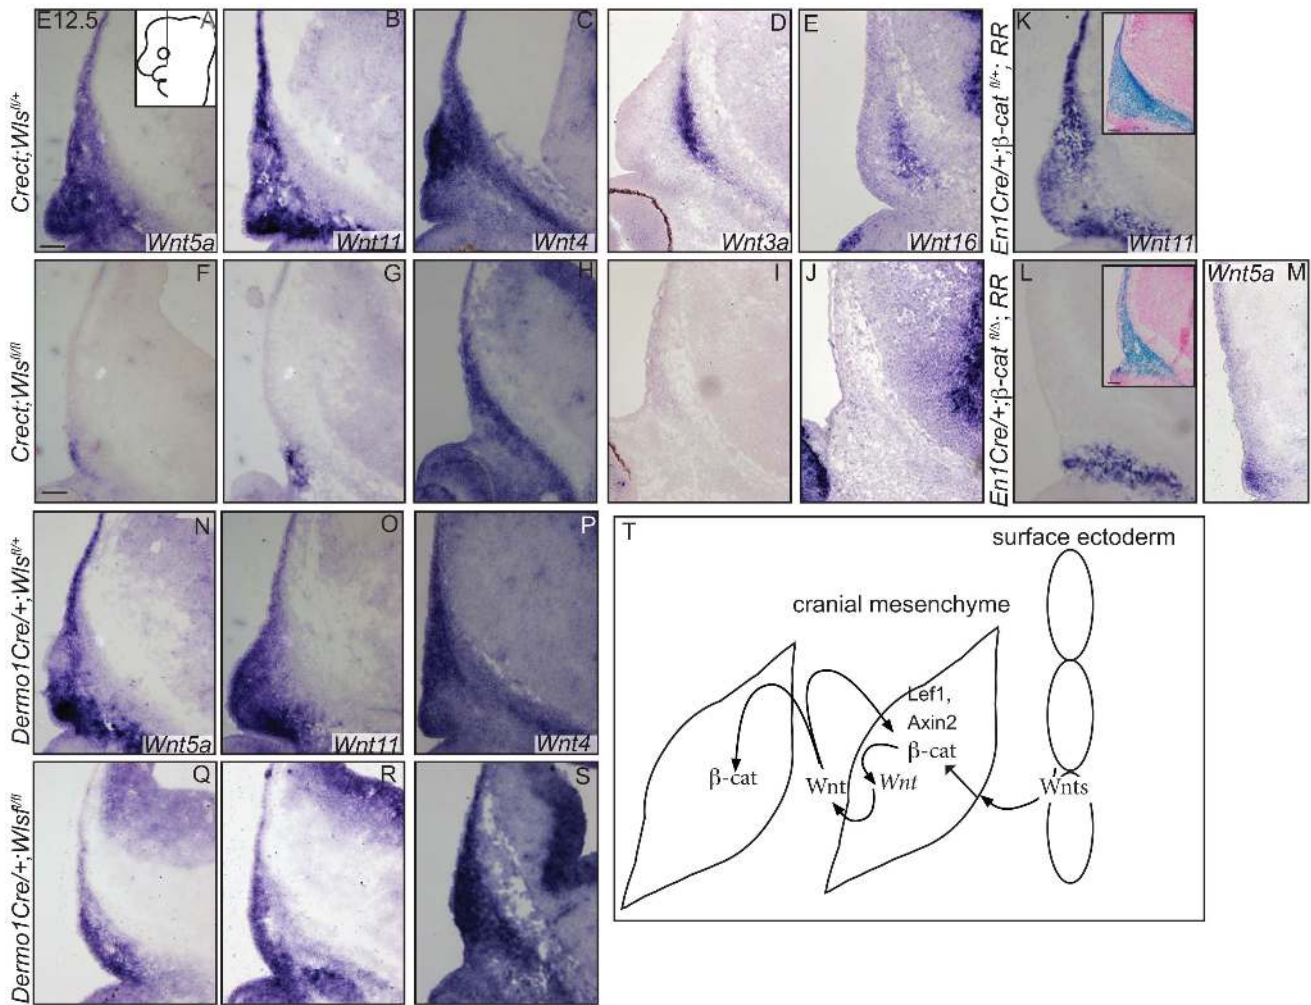 E12.5 A B C D E K
Crect;Wls fl/+
Wnt5a Wnt11 Wnt4 Wnt3a Wnt16
En1Cre/+;β-cat fl/+; RR
Wnt11
F G H I J L Wnt5a M
Crect;Wls fl/fl
En1Cre/+;β-cat fl/Δ; RR
N O P
Dermo1Cre/+;Wls fl/+
Wnt5a Wnt11 Wnt4
Q R S
Dermo1Cre/+;Wlsf fl/fl
T
surface ectoderm
cranial mesenchyme
Lef1,
Axin2
β-cat
β-cat
Wnt
Wnt
Wnts